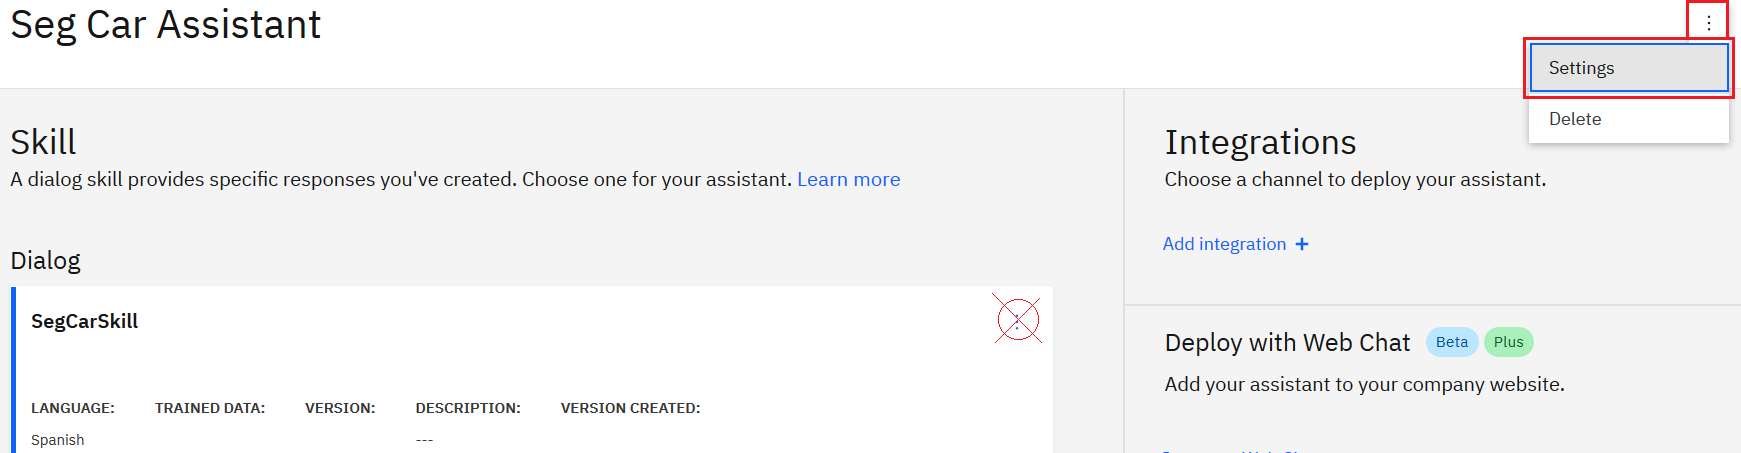 Seg Car Assistant
Settings
Delete
Skill
A dialog skill provides specific responses you've created. Choose one for your assistant. Learn more
Dialog
SegCarSkill
LANGUAGE: TRAINED DATA: VERSION: DESCRIPTION: VERSION CREATED:
Spanish ---
Integrations
Choose a channel to deploy your assistant.
Add integration +
Deploy with Web Chat Beta Plus
Add your assistant to your company website.